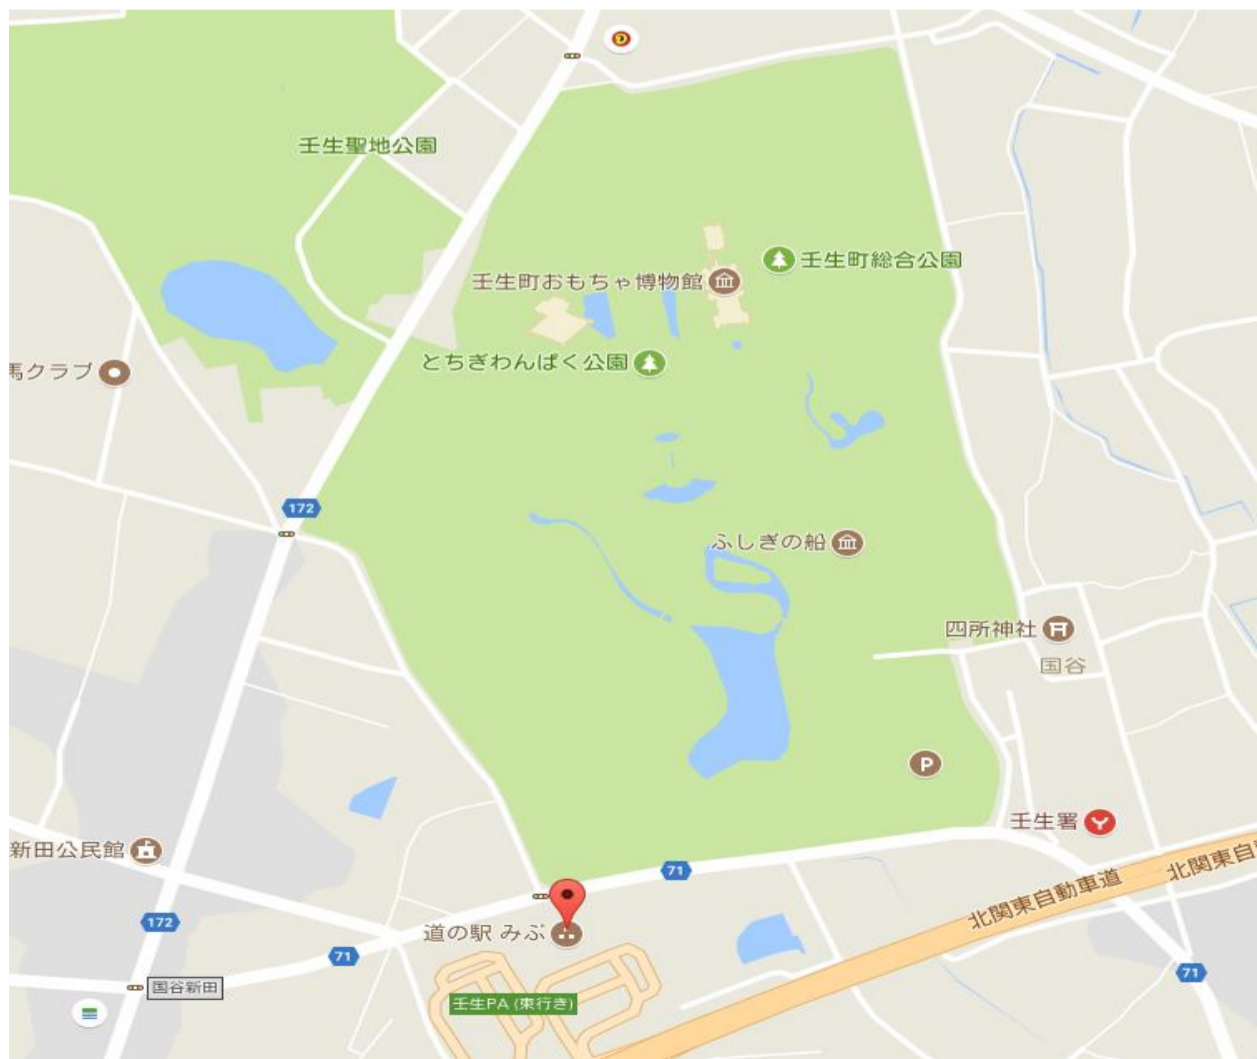 壬生聖地公園
壬生町総合公園
壬生町おもちゃ博物館
とちぎわんぱく公園
馬クラブ
172
ふしぎの船
四所神社
国谷
P
壬生署
新田公民館
71
北関東自動車道
北関東自
172
道の駅 みぶ
71
71
国谷新田
壬生PA (東行き)